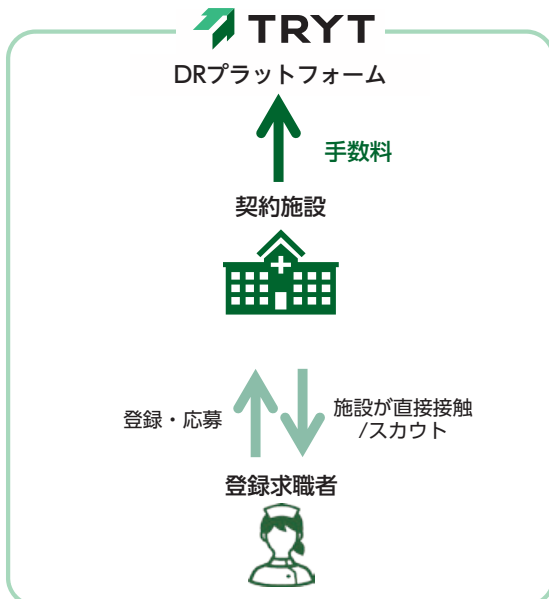 TRYT
DRプラットフォーム
手数料
契約施設
登録・応募
施設が直接接触
/スカウト
登録求職者